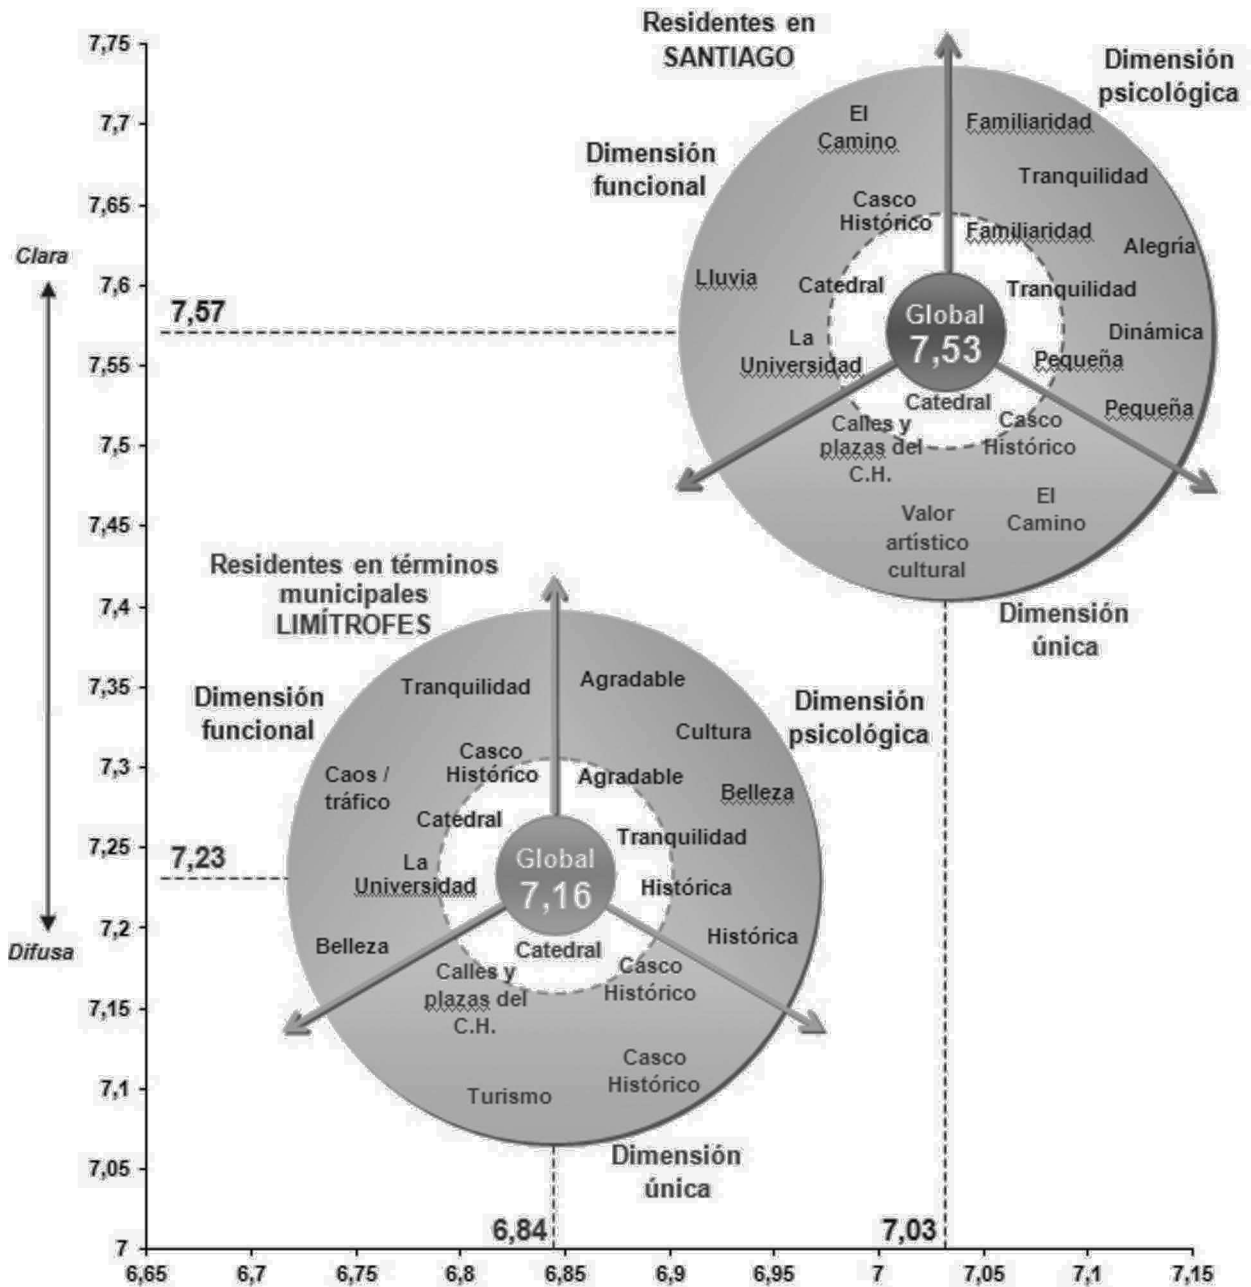 7,75
7,7
7,65
7,6
7,55
7,5
7,45
7,4
7,35
7,3
7,25
7,2
7,15
7,1
7,05
7
Clara
Difusa
7,57
7,23
Residentes en
SANTIAGO
Dimensión
funcional
Dimensión
psicológica
El
Camino
Casco
Histórico
Lluvia
Catedral
La
Universidad
Familiaridad
Tranquilidad
Familiaridad
Alegría
Tranquilidad
Dinámica
Pequeña
Pequeña
Global
7,53
Catedral
Calles y
plazas del
C.H.
Casco
Histórico
El
Camino
Valor
artístico
cultural
Dimensión
única
Residentes en términos
municipales
LIMÍTROFES
Dimensión
funcional
Dimensión
psicológica
Tranquilidad
Casco
Histórico
Caos /
tráfico
Catedral
La
Universidad
Belleza
Agradable
Cultura
Agradable
Belleza
Tranquilidad
Histórica
Histórica
Global
7,16
Catedral
Calles y
plazas del
C.H.
Casco
Histórico
Casco
Histórico
Turismo
Dimensión
única
6,84
7,03
6,65
6,7
6,75
6,8
6,85
6,9
6,95
7
7,05
7,1
7,15